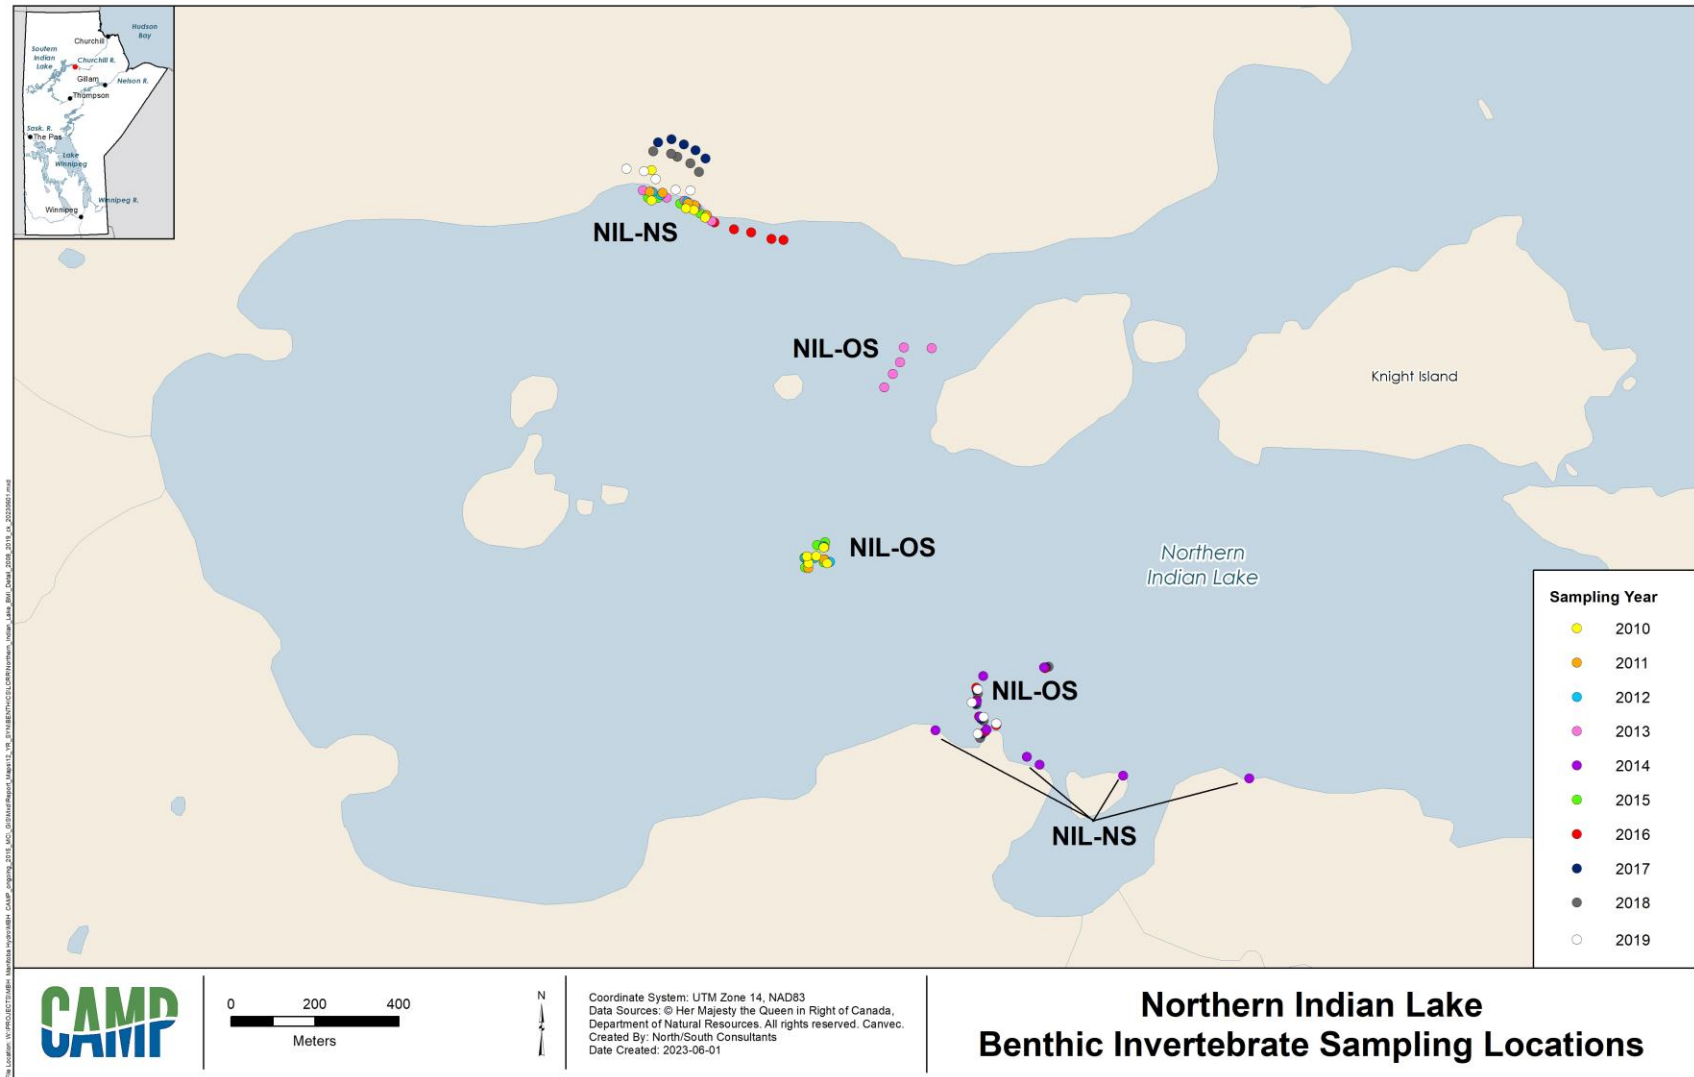 Hudson
Bay
Churchill
Soutern
Indian
Lake
Churchill R.
Gillam
Nelson R.
Thompson
Sask. R.
The Pas
Lake
Winnipeg
Winnipeg R.
Winnipeg
NIL-NS
NIL-OS
Knight Island
NIL-OS
Northern
Indian Lake
NIL-OS
NIL-NS
Sampling Year
2010
2011
2012
2013
2014
2015
2016
2017
2018
2019
CAMP
0 200 400
Meters
N
Coordinate System: UTM Zone 14, NAD83
Data Sources: © Her Majesty the Queen in Right of Canada,
Department of Natural Resources. All rights reserved. Canvec.
Created By: North/South Consultants
Date Created: 2023-06-01
Northern Indian Lake
Benthic Invertebrate Sampling Locations